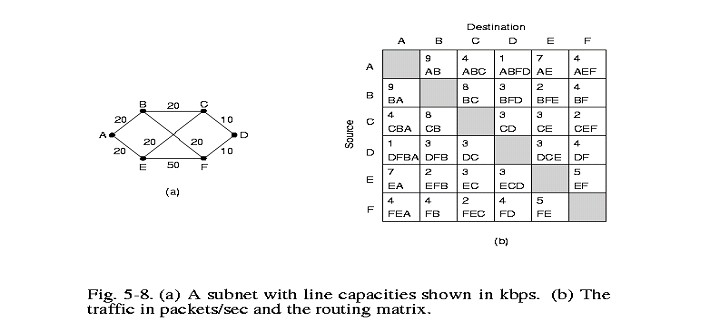 Destination
A B C D E F
Source
A 9 4 1 7 4
AB ABC ABFD AE AEF
B 9 8 3 2 4
BA BC BFD BFE BF
C 4 8 3 3 2
CBA CB CD CE CEF
D 1 3 3 3 4
DFBA DFB DC DCE DF
E 7 2 3 3 5
EA EFB EC ECD EF
F 4 4 2 4 5
FEA FB FEC FD FE
B 20 C
20 10
A 20 20 D
20 10
E 50 F
(a)
(b)
Fig. 5-8. (a) A subnet with line capacities shown in kbps. (b) The
traffic in packets/sec and the routing matrix.